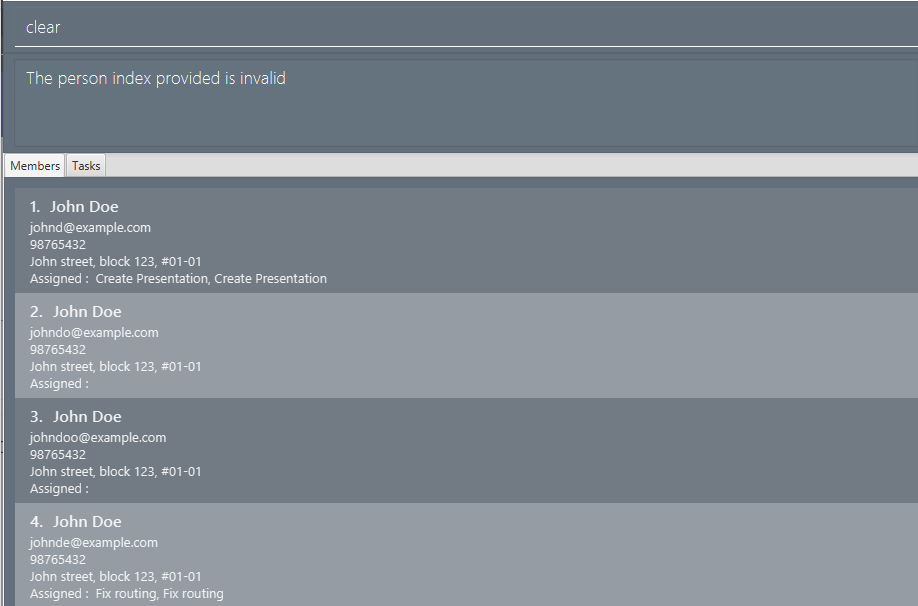 clear
The person index provided is invalid
Members Tasks
1. John Doe
johnd@example.com
98765432
John street, block 123, #01-01
Assigned : Create Presentation, Create Presentation
2. John Doe
johndo@example.com
98765432
John street, block 123, #01-01
Assigned :
3. John Doe
johndoo@example.com
98765432
John street, block 123, #01-01
Assigned :
4. John Doe
johnde@example.com
98765432
John street, block 123, #01-01
Assigned : Fix routing, Fix routing